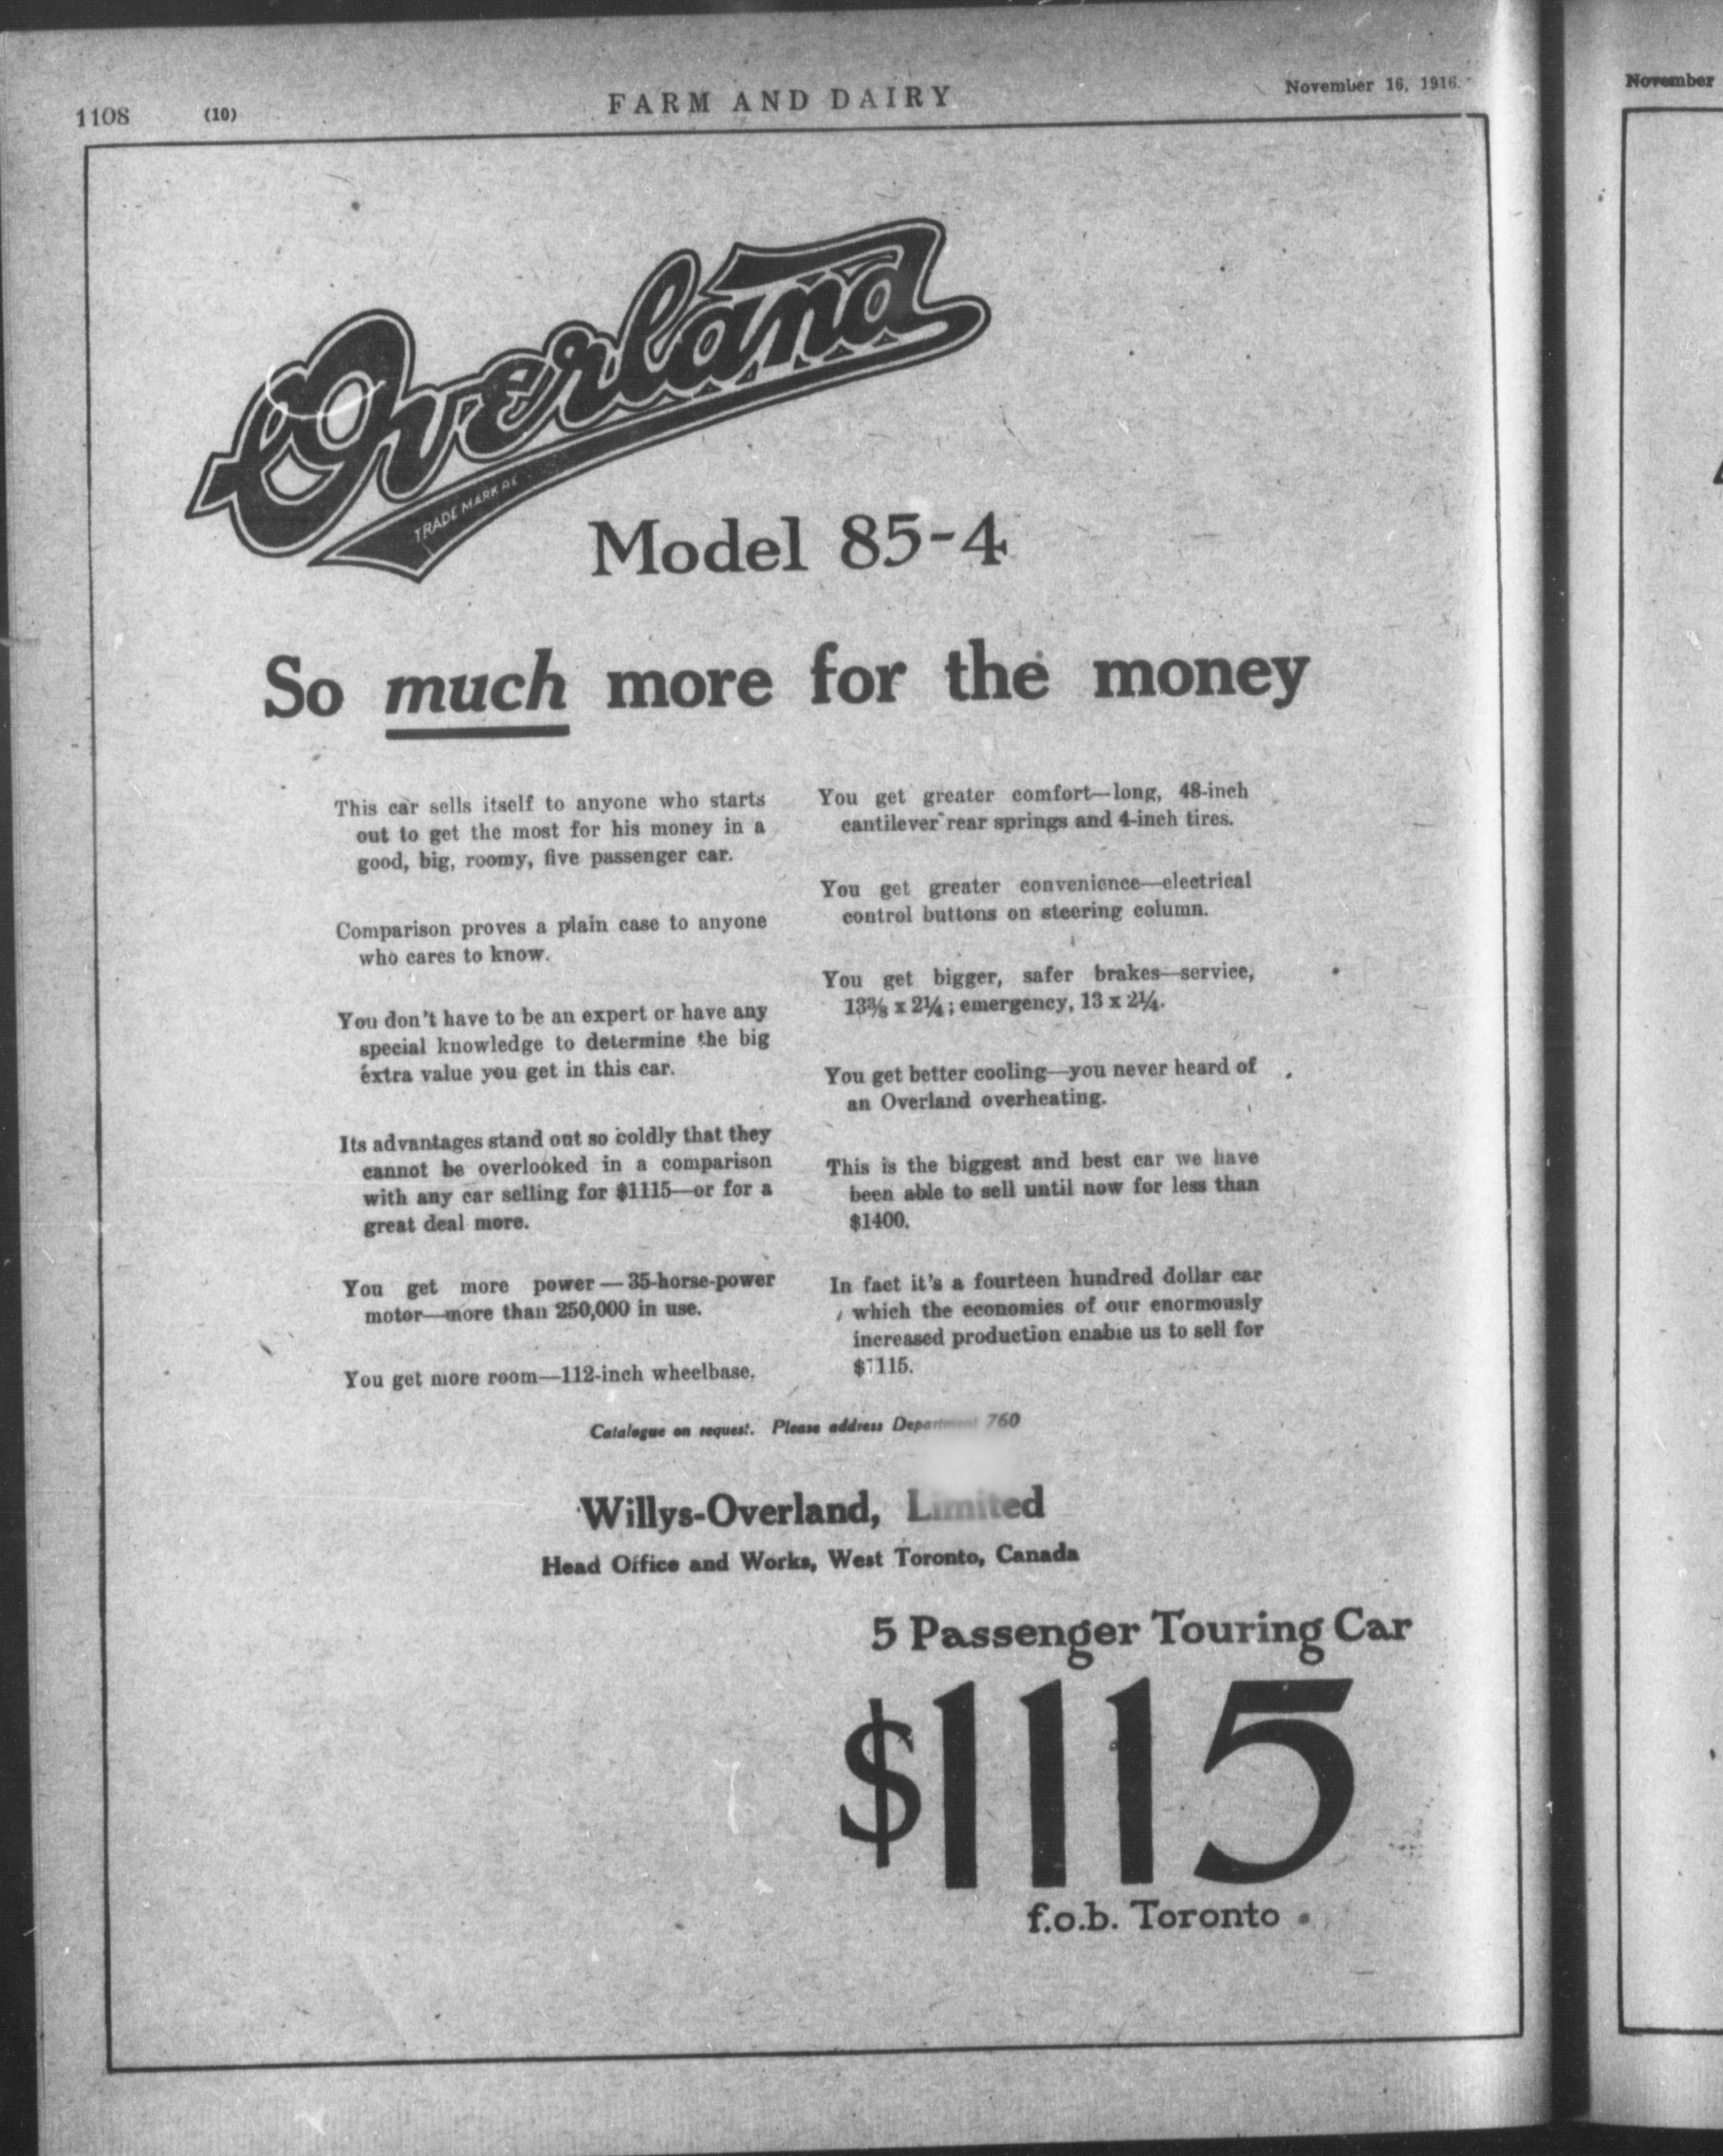 1108 (10) FARM AND DAIRY November 16, 1916.
Overland
TRADE MARK
Model 85-4
So much more for the money
This car sells itself to anyone who starts
out to get the most for his money in a
good, big, roomy, five passenger car.
Comparison proves a plain case to anyone
who cares to know.
You don't have to be an expert or have any
special knowledge to determine the big
extra value you get in this car.
Its advantages stand out so boldly that they
cannot be overlooked in a comparison
with any car selling for $1115—or for a
great deal more.
You get more power—35-horse-power
motor—more than 250,000 in use.
You get more room—112-inch wheelbase.
You get greater comfort—long, 48-inch
cantilever rear springs and 4-inch tires.
You get greater convenience—electrical
control buttons on steering column.
You get bigger, safer brakes—service,
13⅜ x 2¼; emergency, 13 x 2¼.
You get better cooling—you never heard of
an Overland overheating.
This is the biggest and best car we have
been able to sell until now for less than
$1400.
In fact it's a fourteen hundred dollar car
which the economies of our enormously
increased production enable us to sell for
$1115.
Catalogue on request. Please address Department 760
Willys-Overland, Limited
Head Office and Works, West Toronto, Canada
5 Passenger Touring Car
$1115
f.o.b. Toronto
November